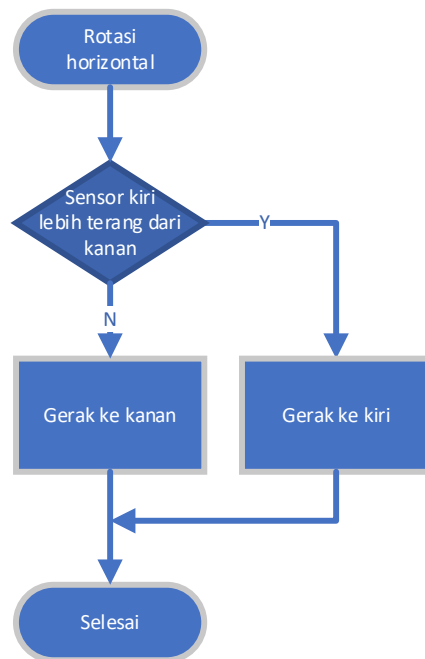 Rotasi
horizontal
Sensor kiri
lebih terang dari
kanan
Y
N
Gerak ke kanan
Gerak ke kiri
Selesai